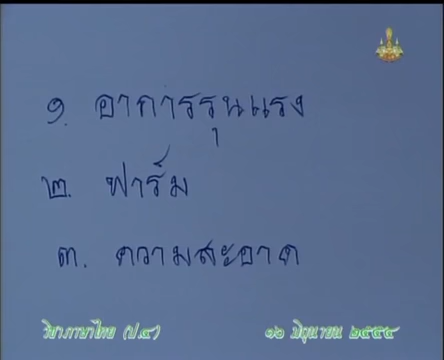 ๑. อาการรุนแรง
๒. ฟาร์ม
๓. ความสะอาด
วิชาภาษาไทย (ป.๔)
๑๖ มิถุนายน ๒๕๕๔